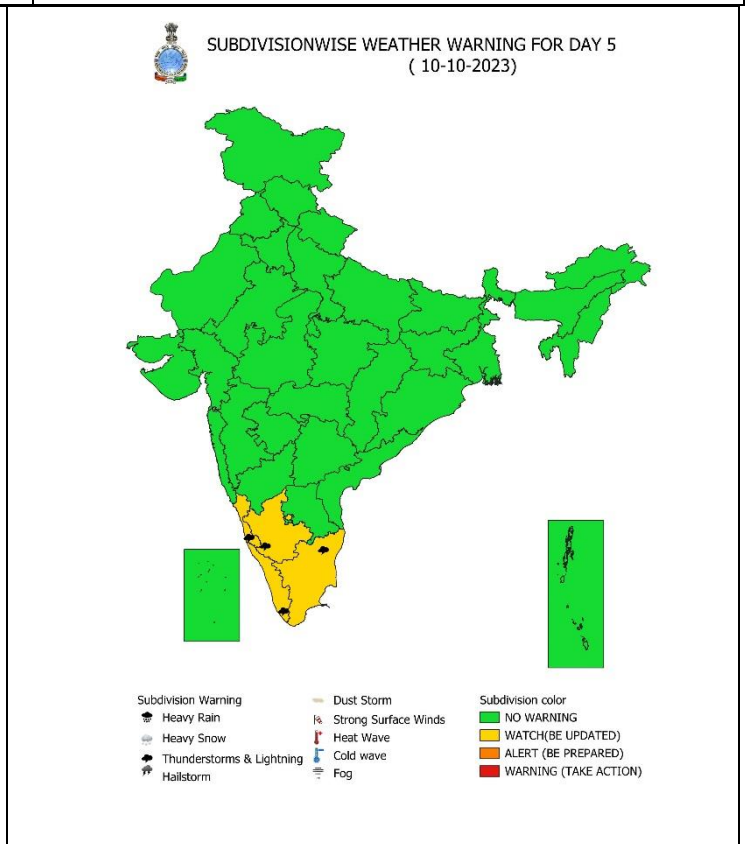 SUBDIVISIONWISE WEATHER WARNING FOR DAY 5
( 10-10-2023)
Subdivision Warning
Heavy Rain
Heavy Snow
Thunderstorms & Lightning
Hailstorm
Dust Storm
Strong Surface Winds
Heat Wave
Cold wave
Fog
Subdivision color
NO WARNING
WATCH(BE UPDATED)
ALERT (BE PREPARED)
WARNING (TAKE ACTION)